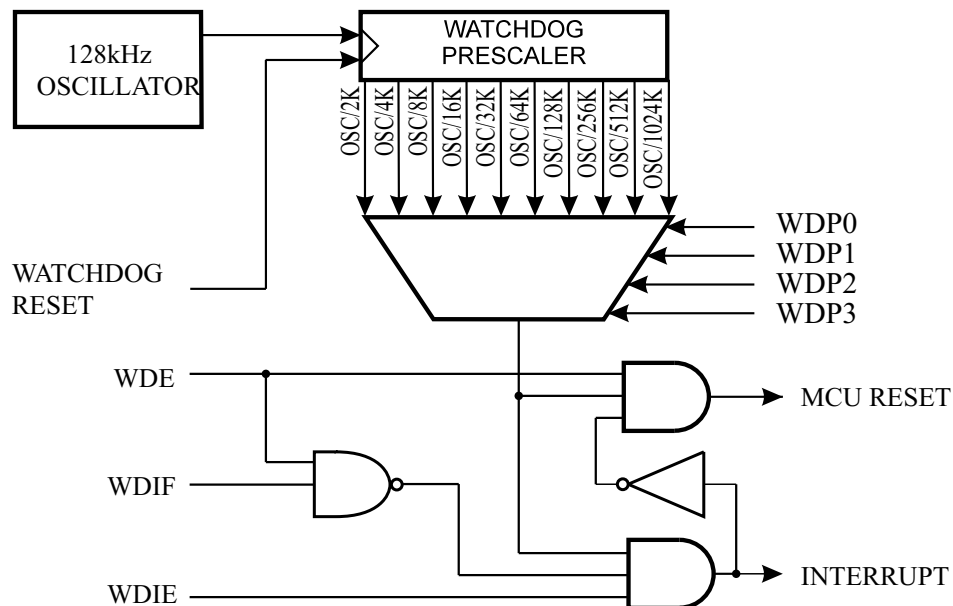 128kHz
OSCILLATOR
WATCHDOG
PRESCALER
OSC/2K
OSC/4K
OSC/8K
OSC/16K
OSC/32K
OSC/64K
OSC/128K
OSC/256K
OSC/512K
OSC/1024K
WDP0
WDP1
WDP2
WDP3
WATCHDOG
RESET
WDE
MCU RESET
WDIF
WDIE
INTERRUPT